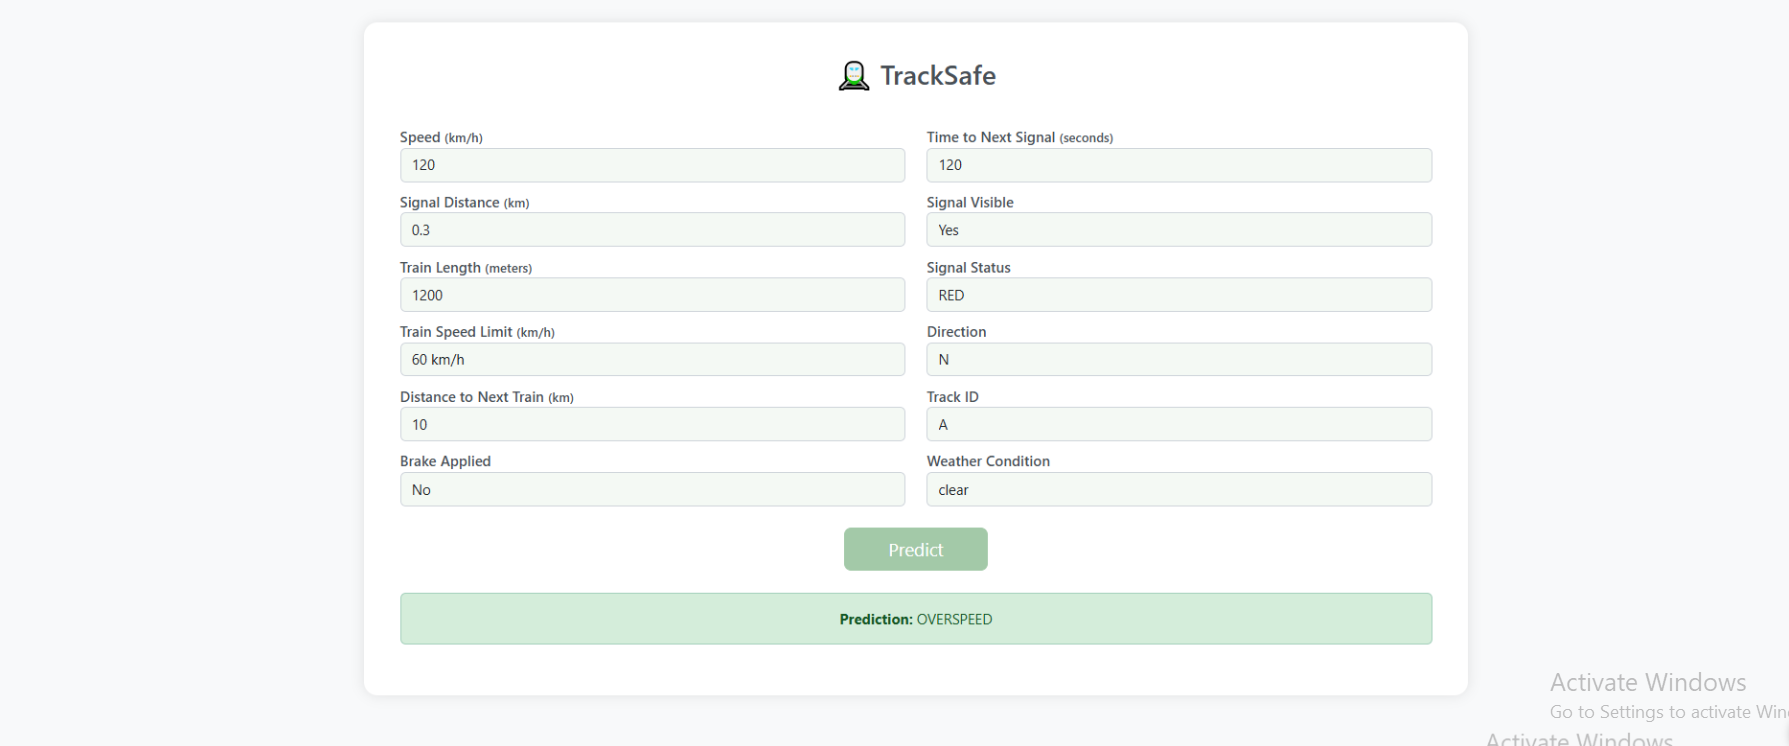 TrackSafe
Speed (km/h)
120
Time to Next Signal (seconds)
120
Signal Distance (km)
0.3
Signal Visible
Yes
Train Length (meters)
1200
Signal Status
RED
Train Speed Limit (km/h)
60 km/h
Direction
N
Distance to Next Train (km)
10
Track ID
A
Brake Applied
No
Weather Condition
clear
Predict
Prediction: OVERSPEED
Activate Windows
Go to Settings to activate Win
Activate Windows